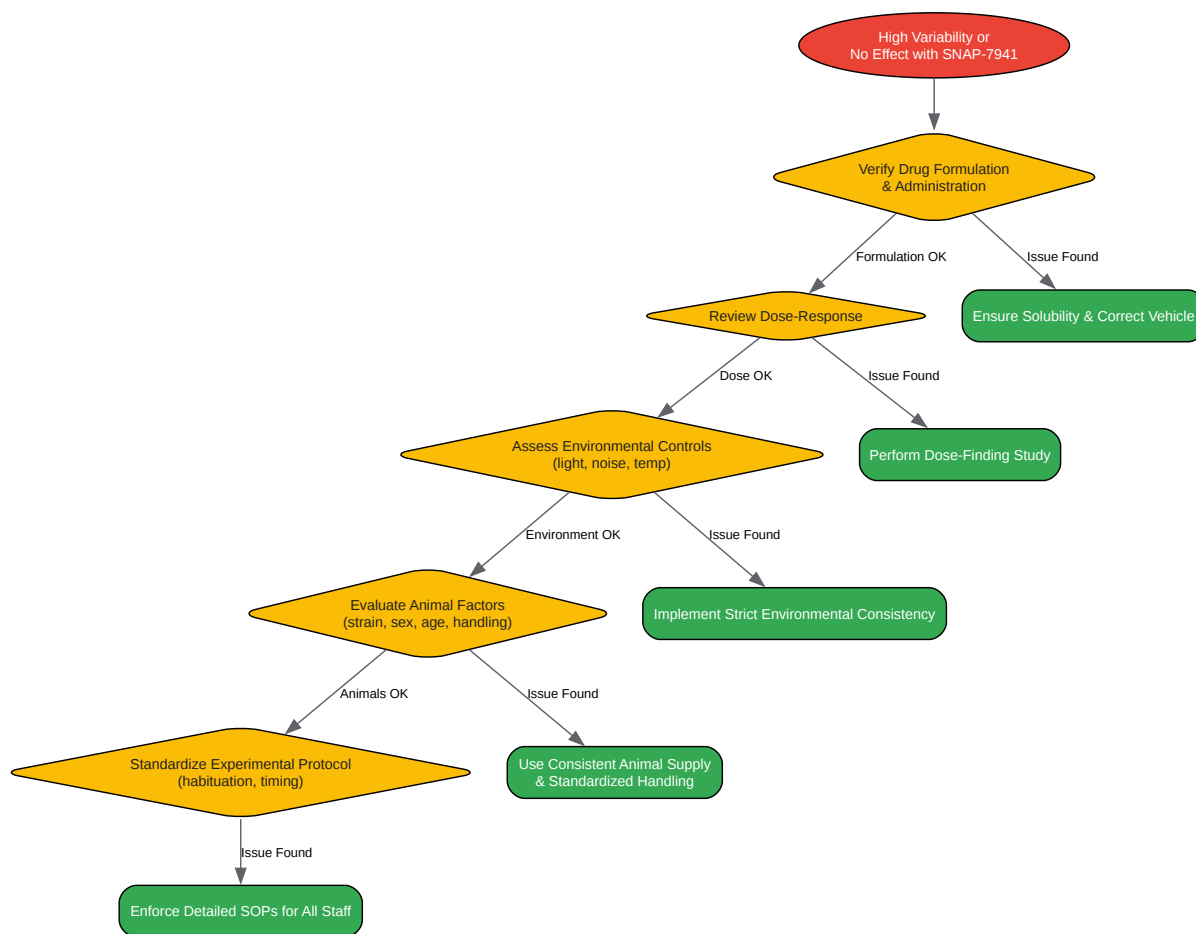 High Variability or
No Effect with SNAP-7941
Verify Drug Formulation
& Administration
Formulation OK
Issue Found
Review Dose-Response
Ensure Solubility & Correct Vehicle
Dose OK
Issue Found
Assess Environmental Controls
(light, noise, temp)
Perform Dose-Finding Study
Environment OK
Issue Found
Evaluate Animal Factors
(strain, sex, age, handling)
Implement Strict Environmental Consistency
Animals OK
Issue Found
Standardize Experimental Protocol
(habituation, timing)
Use Consistent Animal Supply
& Standardized Handling
Issue Found
Enforce Detailed SOPs for All Staff